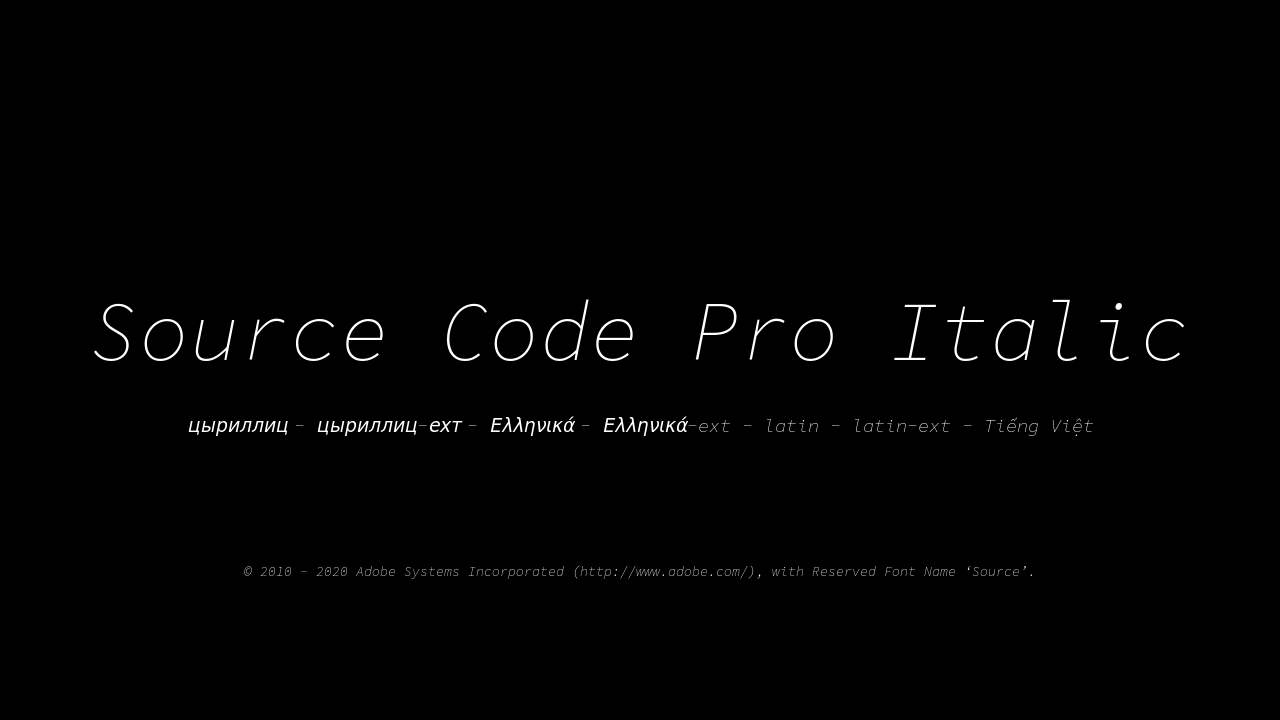 Source Code Pro Italic
цыриллиц - цыриллиц-ехт - Ελληνικά - Ελληνικά-ext - latin - latin-ext - Tiếng Việt
© 2010 - 2020 Adobe Systems Incorporated (http://www.adobe.com/), with Reserved Font Name ‘Source’.